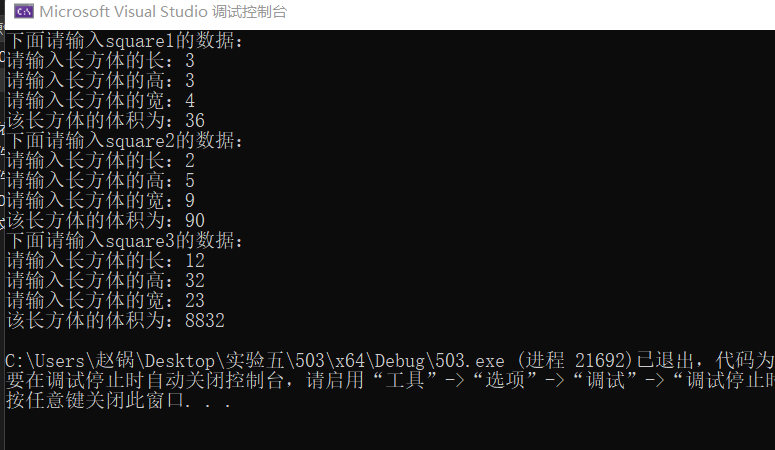 Microsoft Visual Studio 调试控制台
下面请输入square1的数据:
请输入长方体的长: 3
请输入长方体的高: 3
请输入长方体的宽: 4
该长方体的体积为: 36
下面请输入square2的数据:
请输入长方体的长: 2
请输入长方体的高: 5
请输入长方体的宽: 9
该长方体的体积为: 90
下面请输入square3的数据:
请输入长方体的长: 12
请输入长方体的高: 32
请输入长方体的宽: 23
该长方体的体积为: 8832
C:\Users\赵锅\Desktop\实验五\503\x64\Debug\503.exe (进程 21692)已退出，代码为
要在调试停止时自动关闭控制台，请启用“工具”->“选项”->“调试”->“调试停止时
按任意键关闭此窗口. . .